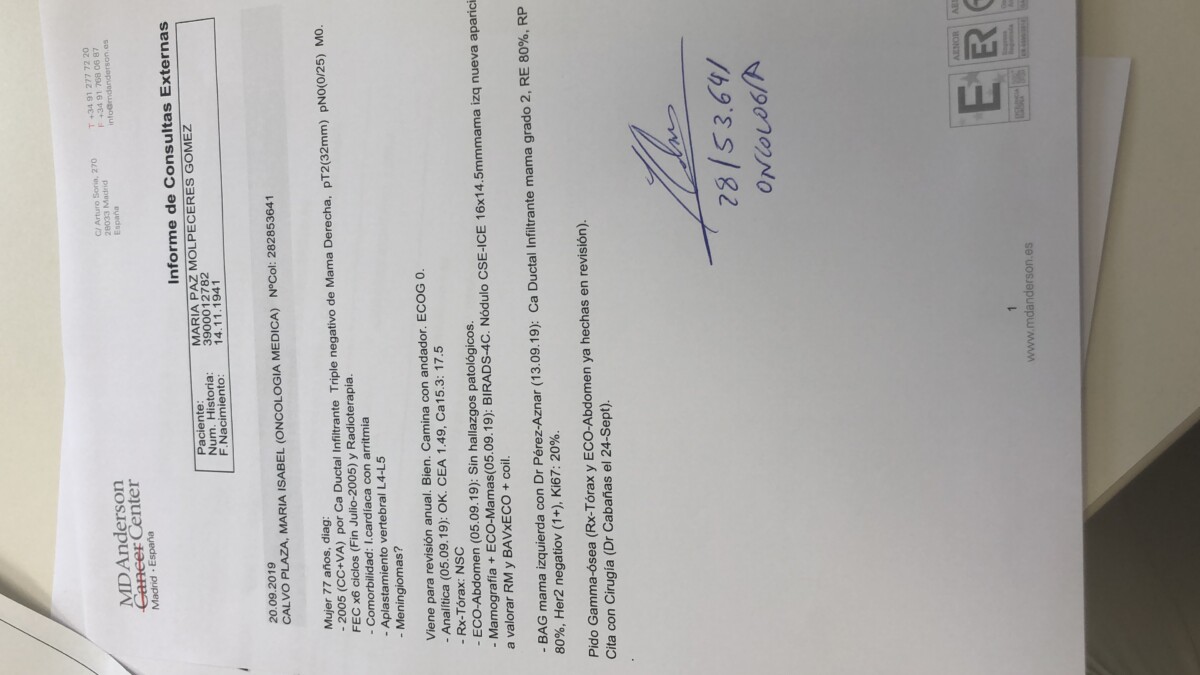 MD Anderson
Cancer Center
Madrid - España
C/ Arturo Soria, 270
28033 Madrid
España
T +34 91 277 72 20
F +34 91 768 06 87
info@mdanderson.es
Informe de Consultas Externas
Paciente: MARIA PAZ MOLPECERES GOMEZ
Num. Historia: 3900012782
F.Nacimiento: 14.11.1941
20.09.2019
CALVO PLAZA, MARIA ISABEL (ONCOLOGIA MEDICA) NºCol: 282853641
Mujer 77 años, diag:
- 2005 (CC+VA) por Ca Ductal Infiltrante Triple negativo de Mama Derecha, pT2(32mm) pN0(0/25) M0.
FEC x6 ciclos (Fin Julio-2005) y Radioterapia.
- Comorbilidad: I.cardíaca con arritmia
- Aplastamiento vertebral L4-L5
- Meningiomas?
Viene para revisión anual. Bien. Camina con andador. ECOG 0.
- Analítica (05.09.19): OK. CEA 1.49, Ca15.3: 17.5
- Rx-Tórax: NSC
- ECO-Abdomen (05.09.19): Sin hallazgos patológicos.
- Mamografía + ECO-Mamas(05.09.19): BIRADS-4C. Nódulo CSE-ICE 16x14.5mmmama izq nueva aparici
a valorar RM y BAVxECO + coil.
- BAG mama izquierda con Dr Pérez-Aznar (13.09.19): Ca Ductal Infiltrante mama grado 2, RE 80%, RP
80%, Her2 negatiov (1+), Ki67: 20%.
Pido Gamma-ósea (Rx-Tórax y ECO-Abdomen ya hechas en revisión).
Cita con Cirugía (Dr Cabañas el 24-Sept).
.
28/53.641
ONCOLOGIA
E
AENOR
ER
Empresa
Registrada
1
www.mdanderson.es